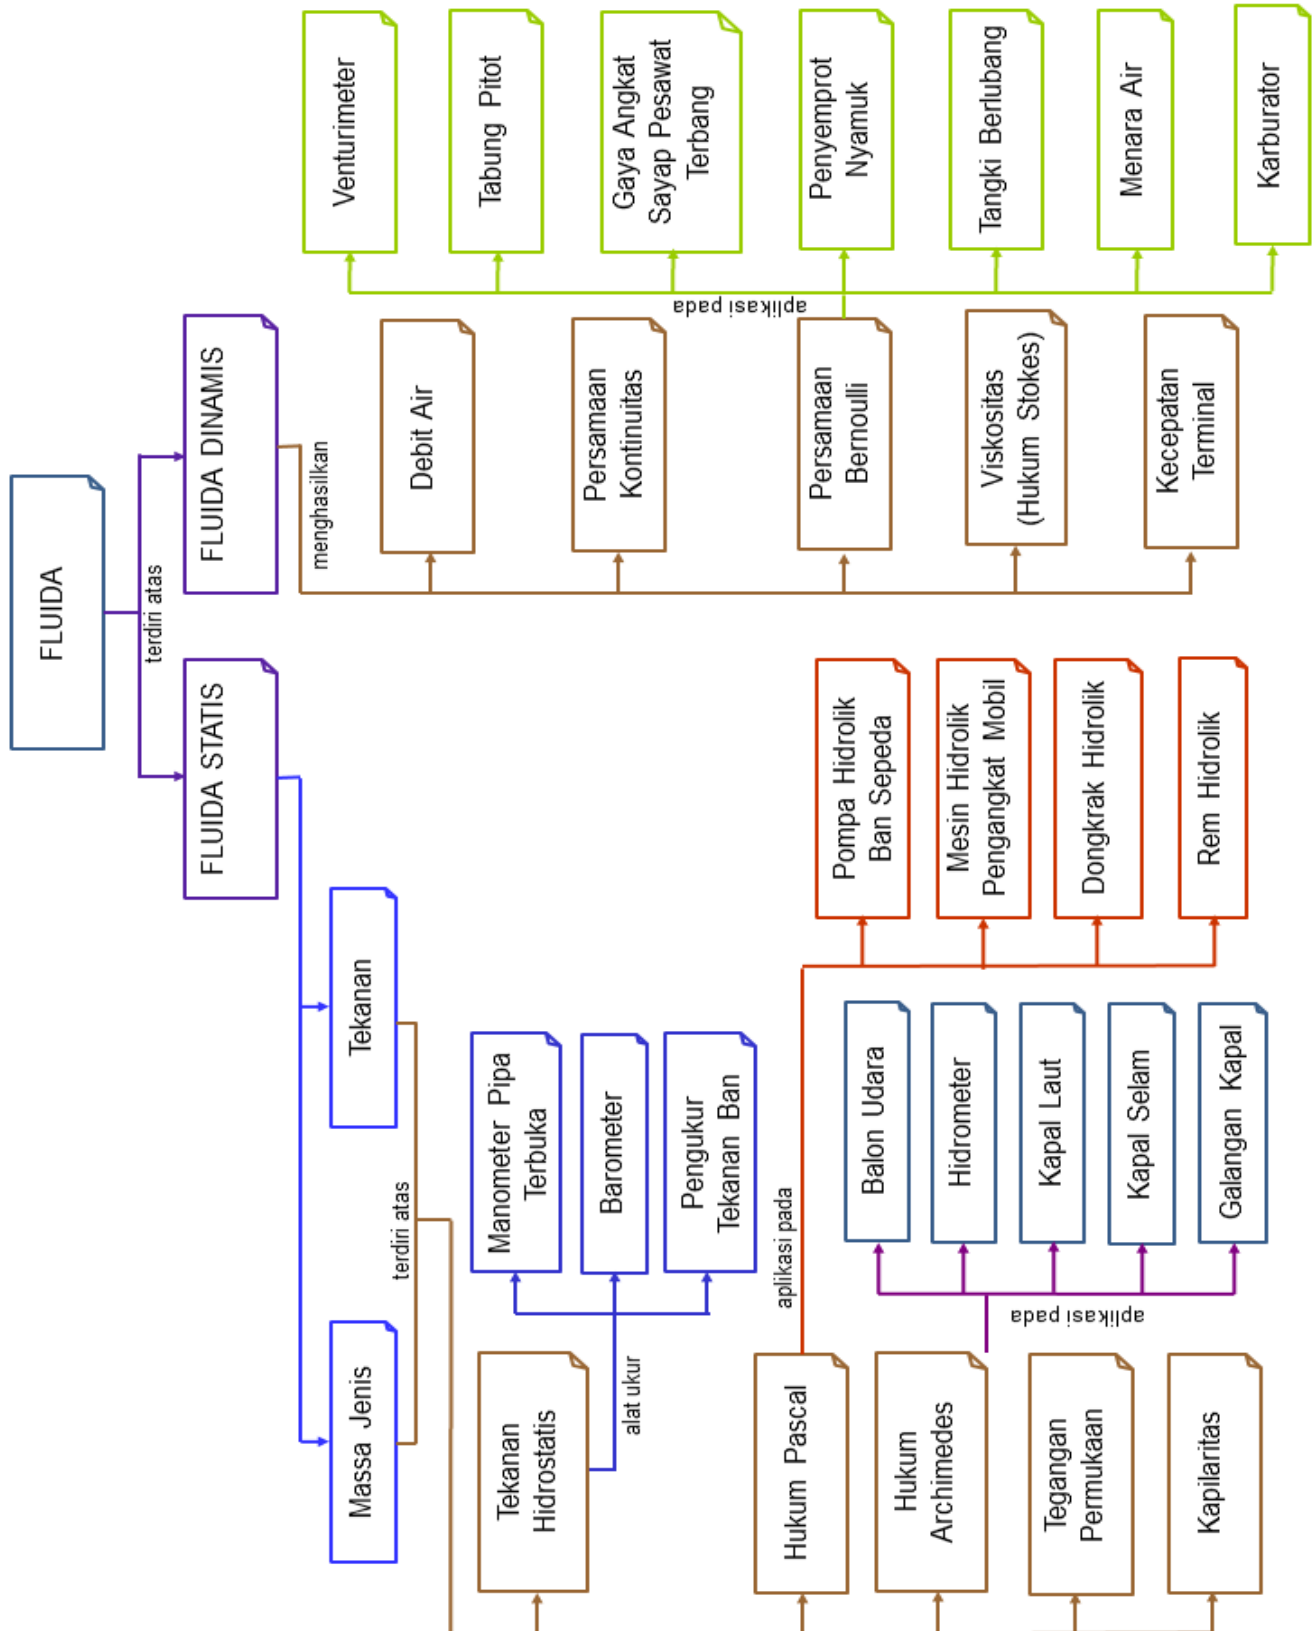 FLUIDA
terdiri atas
FLUIDA STATIS
FLUIDA DINAMIS
Massa Jenis
Tekanan
terdiri atas
Tekanan
Hidrostatis
alat ukur
Manometer Pipa
Terbuka
Barometer
Pengukur
Tekanan Ban
Hukum Pascal
aplikasi pada
Pompa Hidrolik
Ban Sepeda
Mesin Hidrolik
Pengangkat Mobil
Dongkrak Hidrolik
Rem Hidrolik
Hukum
Archimedes
aplikasi pada
Balon Udara
Hidrometer
Kapal Laut
Kapal Selam
Galangan Kapal
Tegangan
Permukaan
Kapilaritas
menghasilkan
Debit Air
Persamaan
Kontinuitas
Persamaan
Bernoulli
Viskositas
(Hukum Stokes)
Kecepatan
Terminal
aplikasi pada
Venturimeter
Tabung Pitot
Gaya Angkat
Sayap Pesawat
Terbang
Penyemprot
Nyamuk
Tangki Berlubang
Menara Air
Karburator